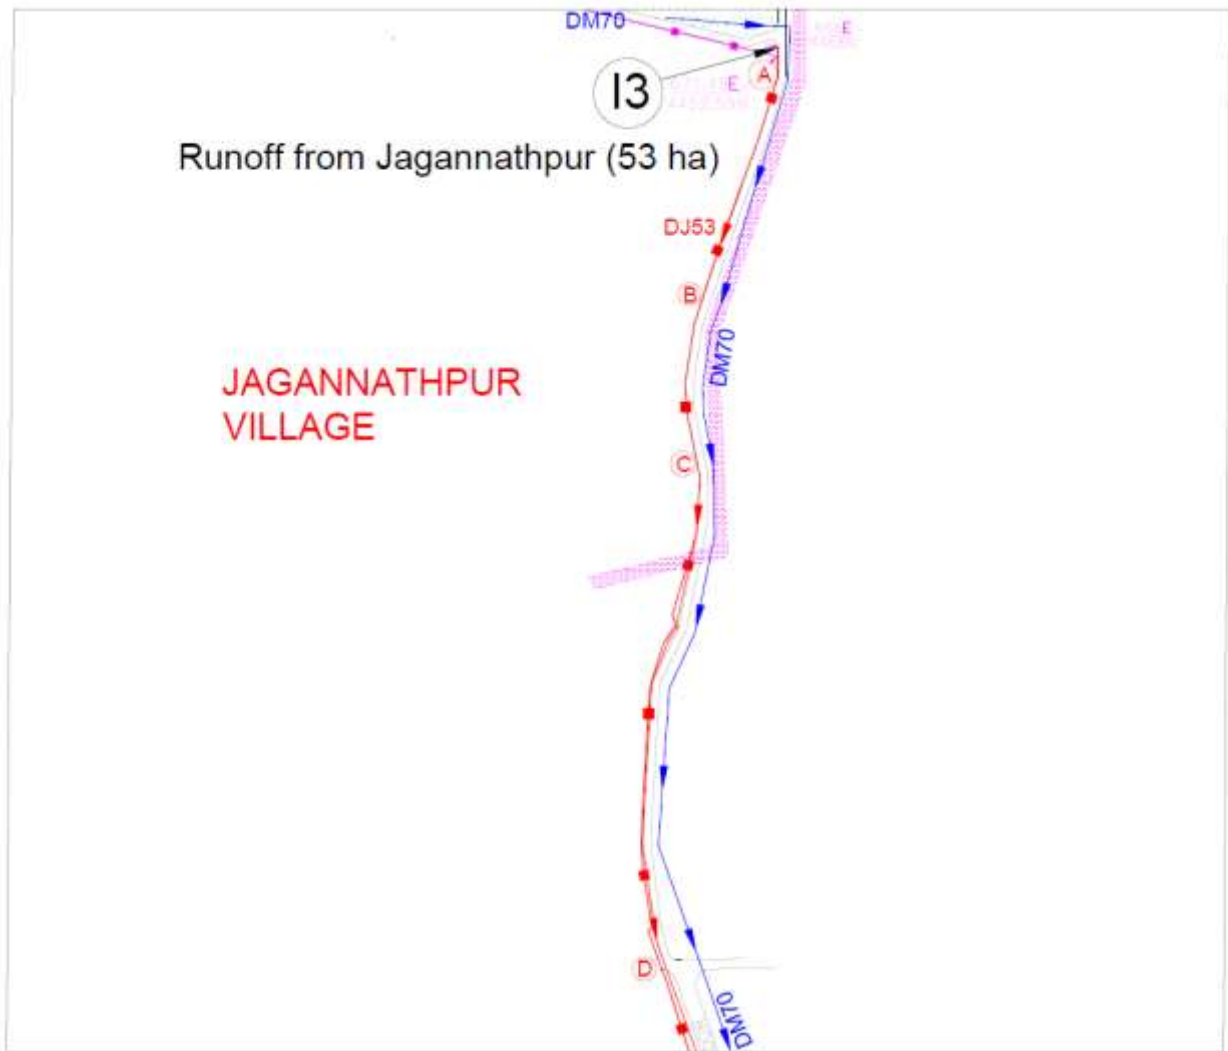 DM70
E
I3
A
E
Runoff from Jagannathpur (53 ha)
DJ53
B
DM70
JAGANNATHPUR
VILLAGE
C
D
DM70